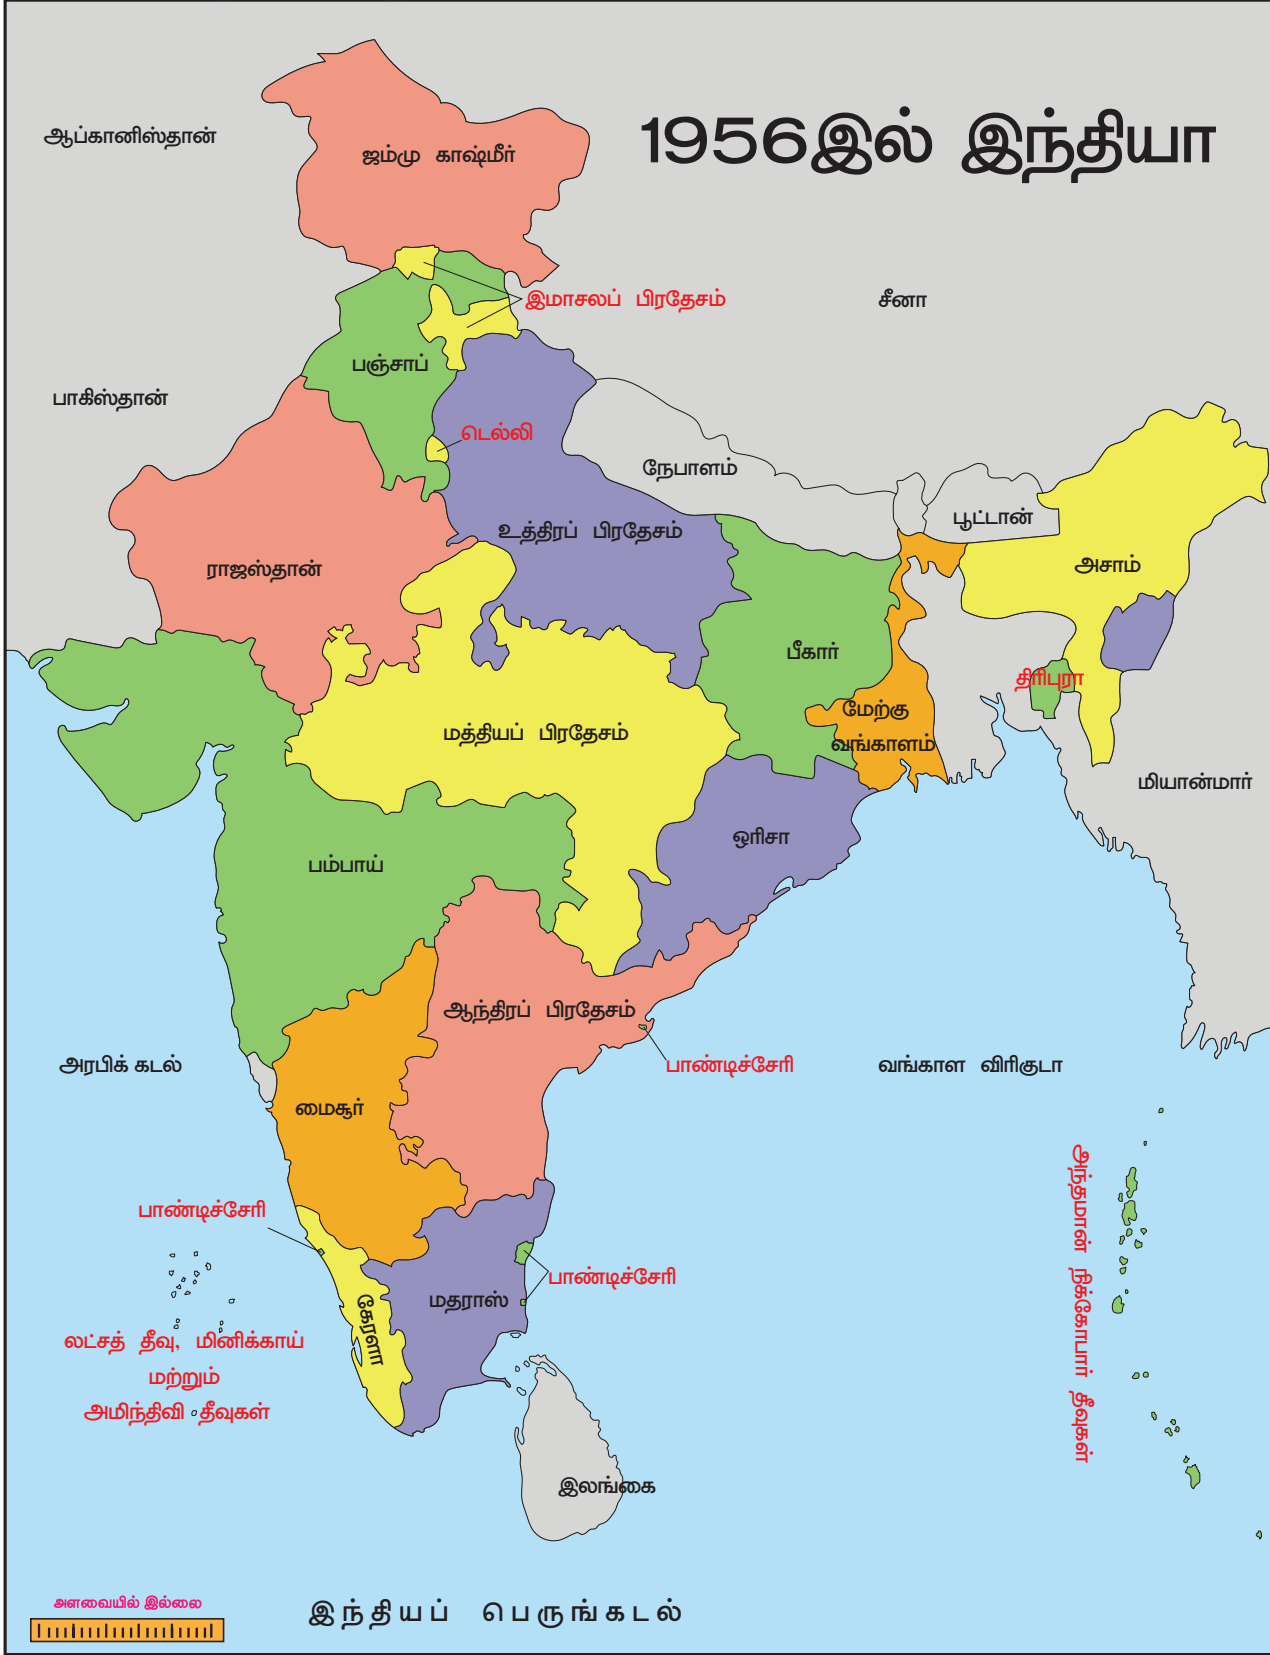 1956இல் இந்தியா
ஆப்கானிஸ்தான்
ஜம்மு காஷ்மீர்
இமாசலப் பிரதேசம்
சீனா
பஞ்சாப்
பாகிஸ்தான்
டெல்லி
நேபாளம்
பூட்டான்
உத்திரப் பிரதேசம்
ராஜஸ்தான்
அசாம்
பீகார்
திரிபுரா
மேற்கு
வங்காளம்
மத்தியப் பிரதேசம்
மியான்மார்
ஒரிசா
பம்பாய்
ஆந்திரப் பிரதேசம்
அரபிக் கடல்
பாண்டிச்சேரி
வங்காள விரிகுடா
மைசூர்
பாண்டிச்சேரி
அந்தமான் நிக்கோபார் தீவுகள்
பாண்டிச்சேரி
மதராஸ்
கேரளா
லட்சத் தீவு, மினிக்காய்
மற்றும்
அமிந்திவி தீவுகள்
இலங்கை
அளவையில் இல்லை
இந்தியப் பெருங்கடல்